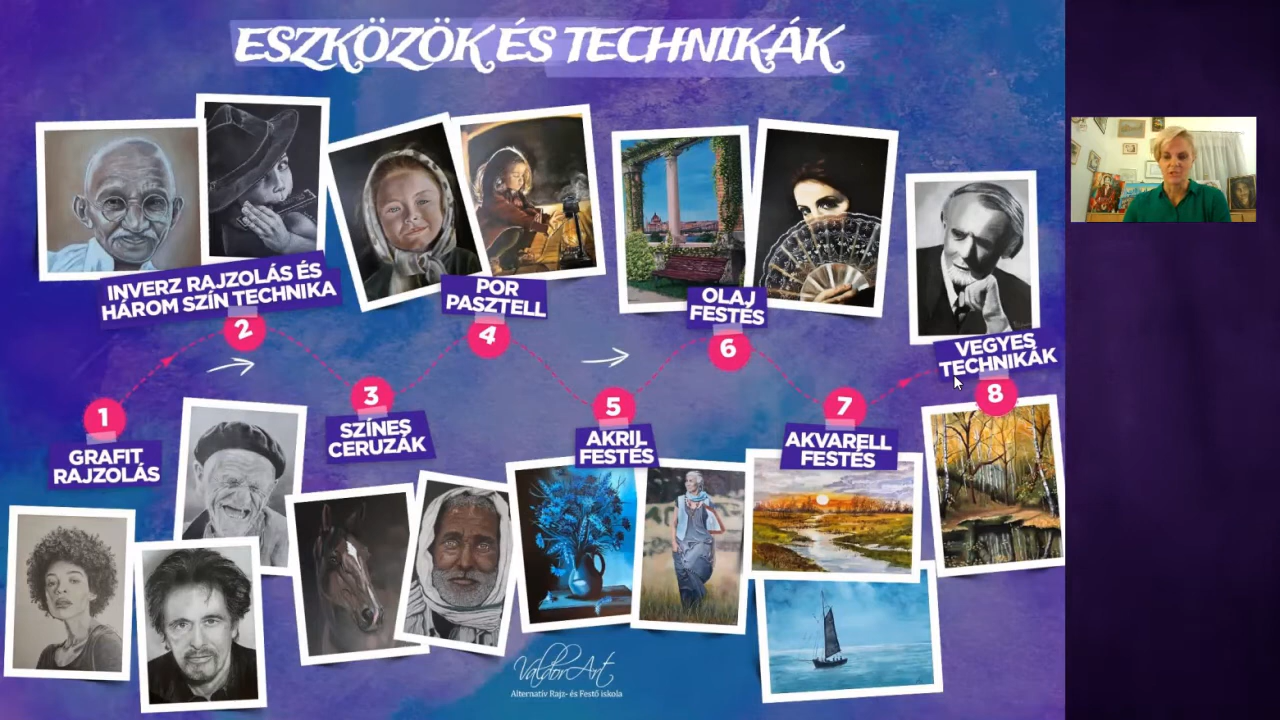 ESZKÖZÖK ÉS TECHNIKÁK
1
GRAFIT
RAJZOLÁS
2
INVERZ RAJZOLÁS ÉS
HÁROM SZÍN TECHNIKA
3
SZÍNES
CERUZÁK
4
POR
PASZTELL
5
AKRIL
FESTÉS
6
OLAJ
FESTÉS
7
AKVARELL
FESTÉS
8
VEGYES
TECHNIKÁK
ValdorArt
Alternatív Rajz- és Festő iskola